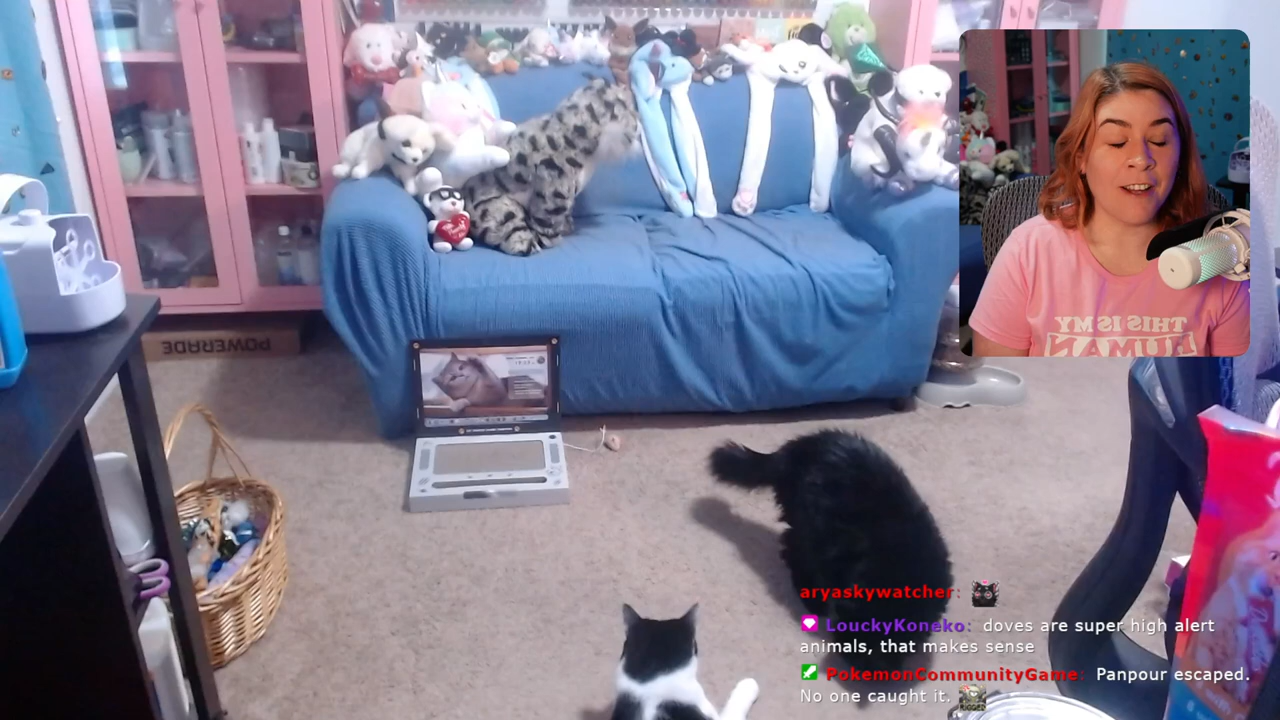 POWERADE
THIS IS MY
HUMAN
aryaskywatcher:
LouckyKoneko: doves are super high alert
animals, that makes sense
PokemonCommunityGame: Panpour escaped.
No one caught it.